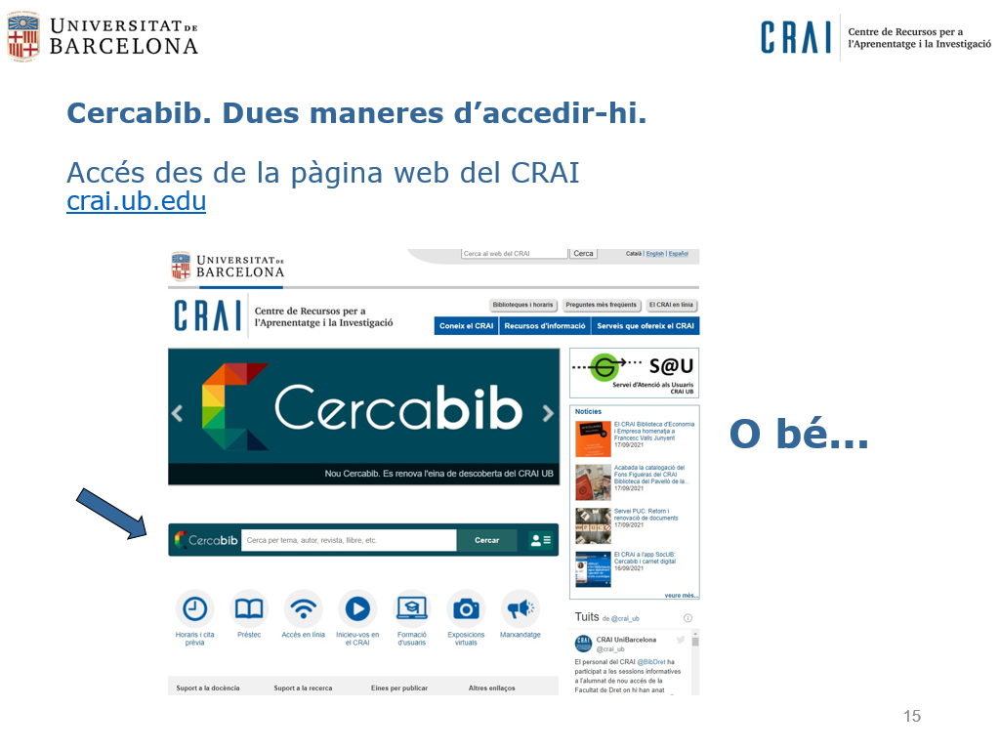 UNIVERSITAT DE
BARCELONA
CRAI
Centre de Recursos per a
l'Aprenentatge i la Investigació
Cercabib. Dues maneres d’accedir-hi.
Accés des de la pàgina web del CRAI
crai.ub.edu
UNIVERSITAT DE
BARCELONA
Cerca al web del CRAI
Cerca
Català | English | Español
CRAI
Centre de Recursos per a
l'Aprenentatge i la Investigació
Biblioteques i horaris
Preguntes més freqüents
El CRAI en línia
Coneix el CRAI
Recursos d'informació
Serveis que ofereix el CRAI
Cercabib
Nou Cercabib. Es renova l'eina de descoberta del CRAI UB
S@U
Servei d'Atenció als Usuaris
CRAI UB
Notícies
El CRAI Biblioteca d'Economia
i Empresa homenatja a
Francesc Valls Junyent
17/09/2021
Acabada la catalogació del
Fons Figueras del CRAI
Biblioteca del Pavelló de la...
17/09/2021
Servei PUC. Retorn i
renovació de documents
17/09/2021
El CRAI a l'app SocUB:
Cercabib i carnet digital
16/09/2021
veure més...
O bé...
Cercabib
Cerca per tema, autor, revista, llibre, etc.
Cercar
Horaris i cita
prèvia
Préstec
Accés en línia
Inicieu-vos en
el CRAI
Formació
d'usuaris
Exposicions
virtuals
Marxandatge
Tuits de @crai_ub
CRAI UniBarcelona
@crai_ub
El personal del CRAI @BibDret ha
participat a les sessions informatives
a l'alumnat de nou accés de la
Facultat de Dret on hi han anat
Suport a la docència
Suport a la recerca
Eines per publicar
Altres enllaços
15